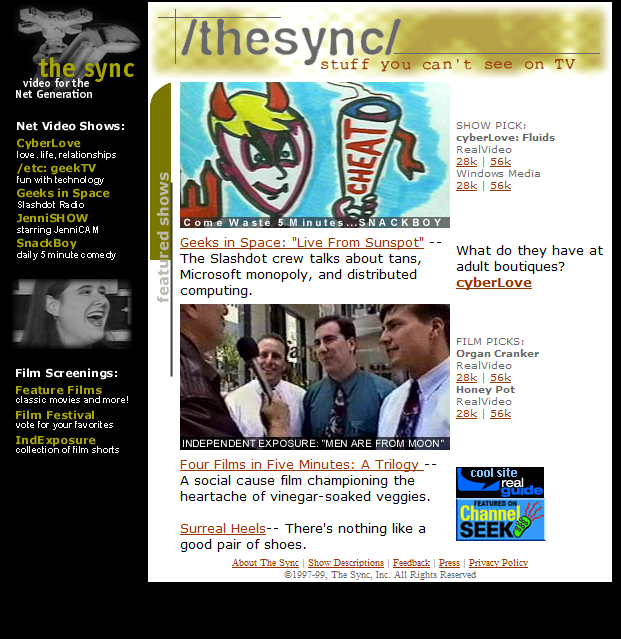 the sync
video for the
Net Generation
/thesync/
stuff you can't see on TV
Net Video Shows:
CyberLove
love. life, relationships
/etc: geekTV
fun with technology
Geeks in Space
Slashdot Radio
JenniSHOW
starring JenniCAM
SnackBoy
daily 5 minute comedy
Film Screenings:
Feature Films
classic movies and more!
Film Festival
vote for your favorites
IndExposure
collection of film shorts
featured shows
CHEAT
Come Waste 5 Minutes...SNACKBOY
Geeks in Space: "Live From Sunspot" --
The Slashdot crew talks about tans,
Microsoft monopoly, and distributed
computing.
INDEPENDENT EXPOSURE: "MEN ARE FROM MOON"
Four Films in Five Minutes: A Trilogy --
A social cause film championing the
heartache of vinegar-soaked veggies.
Surreal Heels-- There's nothing like a
good pair of shoes.
SHOW PICK:
cyberLove: Fluids
RealVideo
28k | 56k
Windows Media
28k | 56k
What do they have at
adult boutiques?
cyberLove
FILM PICKS:
Organ Cranker
RealVideo
28k | 56k
Honey Pot
RealVideo
28k | 56k
cool site
real
guide
FEATURED ON
Channel
SEEK
About The Sync | Show Descriptions | Feedback | Press | Privacy Policy
©1997-99, The Sync, Inc. All Rights Reserved